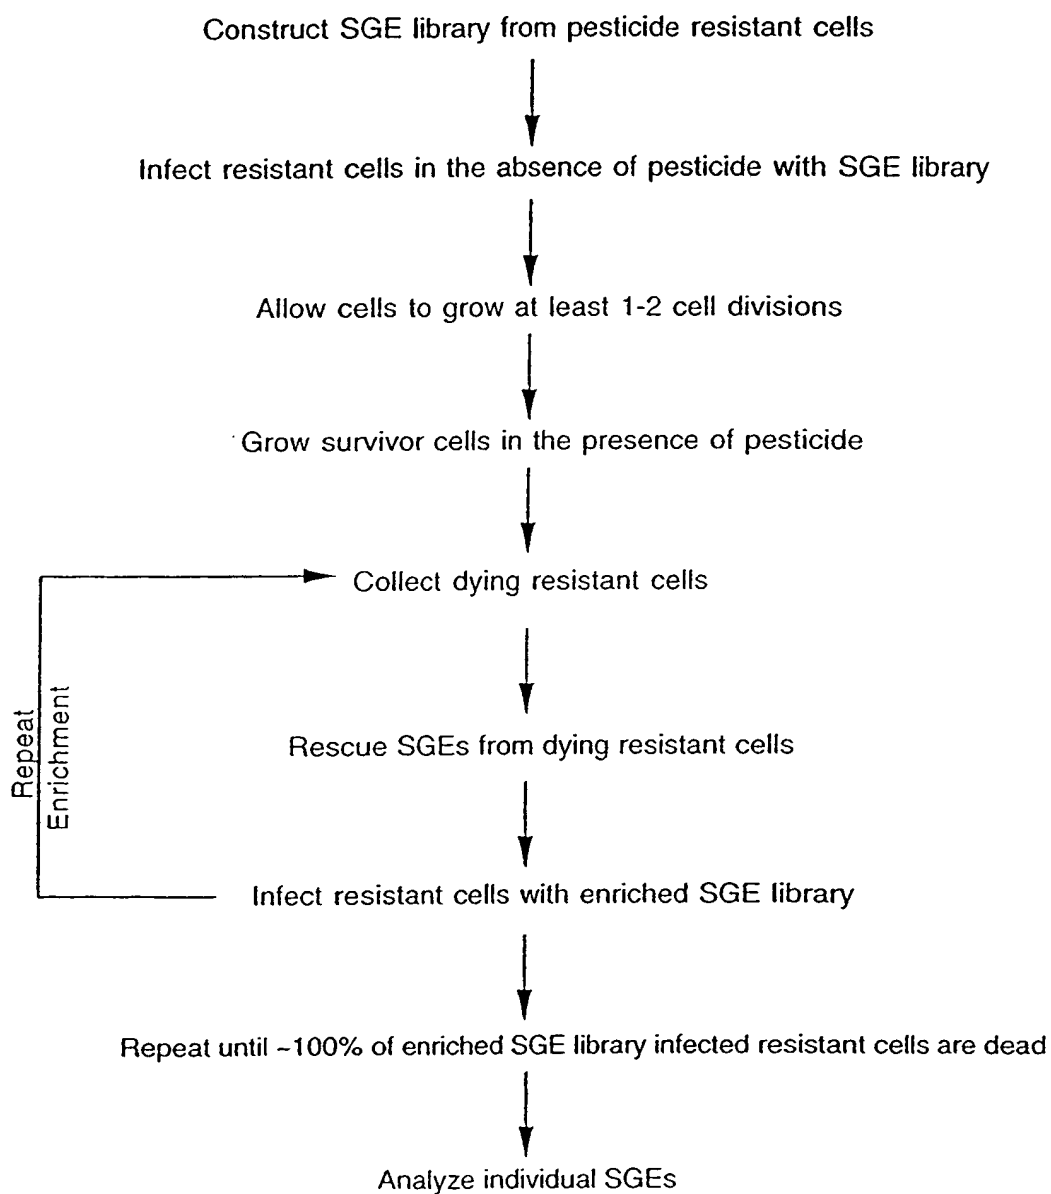 Construct SGE library from pesticide resistant cells
Infect resistant cells in the absence of pesticide with SGE library
Allow cells to grow at least 1-2 cell divisions
Grow survivor cells in the presence of pesticide
Collect dying resistant cells
Repeat
Enrichment
Rescue SGEs from dying resistant cells
Infect resistant cells with enriched SGE library
Repeat until ~100% of enriched SGE library infected resistant cells are dead
Analyze individual SGEs